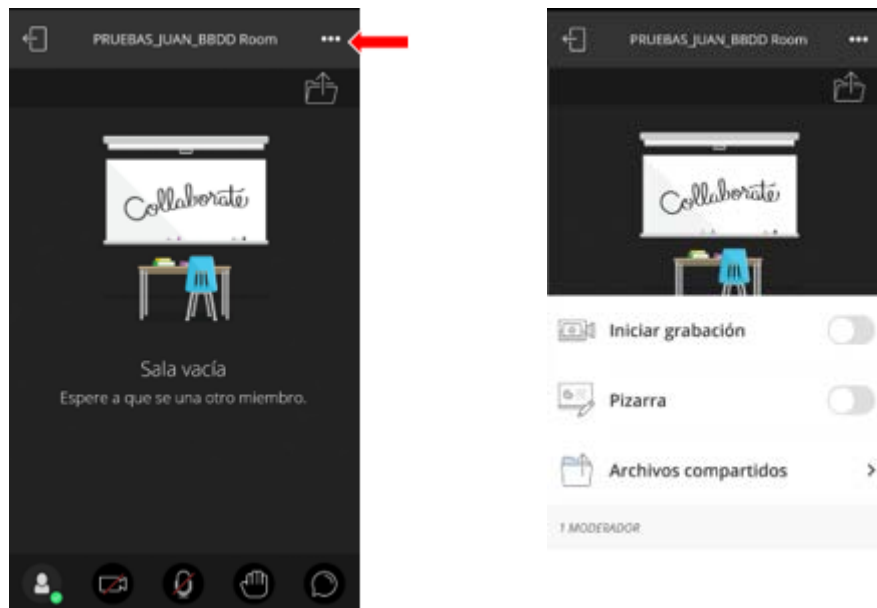 PRUEBAS_JUAN_BBDD Room
Collaborate
Sala vacía
Espere a que se una otro miembro.
PRUEBAS_JUAN_BBDD Room
Collaborate
Iniciar grabación
Pizarra
Archivos compartidos
1 MODERADOR